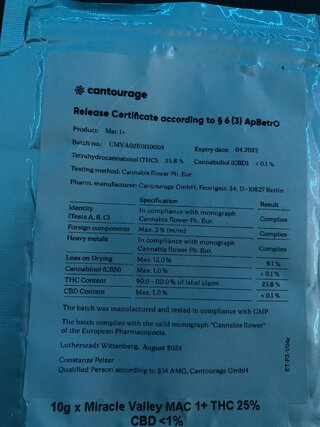 cantourage
Release Certificate according to § 6 (3) ApBetrO
Product: Mac 1+
Batch no.: CMVA02E0110005 Expiry date: 04.2025
Tetrahydrocannabinol (THC): 25.8 % Cannabidiol (CBD): < 0.1 %
Testing method: Cannabis flower Ph. Eur.
Pharm. manufacturer: Cantourage GmbH, Feurigstr. 54, D-10827 Berlin
Specification Result
Identity (Tests A, B, C) In compliance with monograph Cannabis flower Ph. Eur. Complies
Foreign components Max. 2 % (m/m) Complies
Heavy metals In compliance with monograph Cannabis flower Ph. Eur. Complies
Loss on Drying Max. 12.0 % 9.1 %
Cannabinol (CBN) Max. 1.0 % < 0.1 %
THC Content 90.0 - 110.0 % of label claim 25.8 %
CBD Content Max. 1.0 % < 0.1 %
The batch was manufactured and tested in compliance with GMP.
The batch complies with the valid monograph "Cannabis flower"
of the European Pharmacopoeia.
Lutherstadt Wittenberg, August 2024
Constanze Pelzer
Qualified Person according to § 14 AMG, Cantourage GmbH
10g x Miracle Valley MAC 1+ THC 25%
CBD <1%